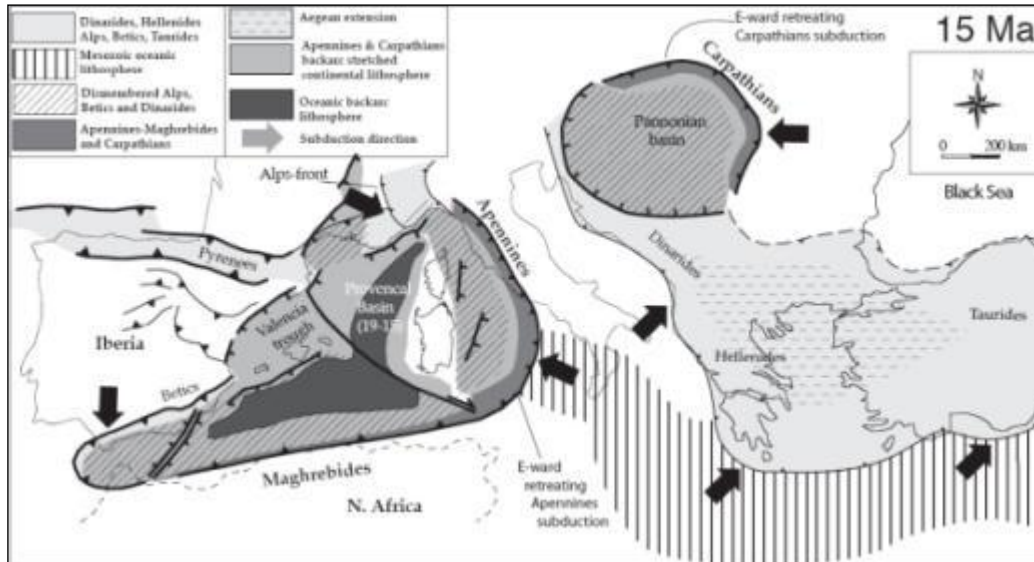 Dinarides, Hellenides
Alps, Betics, Taurides
Mesozoic oceanic
lithosphere
Dismembered Alps,
Betics and Dinarides
Apennines-Maghrebides
and Carpathians
Aegean extension
Apennines & Carpathians
backarc stretched
continental lithosphere
Oceanic backarc
lithosphere
Subduction direction
E-ward retreating
Carpathians subduction
15 Ma
N
0 200 km
Black Sea
Carpathians
Pannonian
basin
Alps-front
Apennines
Dinarides
Pyrenees
Provencal
Basin
Valencia
trough
Iberia
Taurides
Hellenides
Betics
Maghrebides
N. Africa
E-ward
retreating
Apennines
subduction